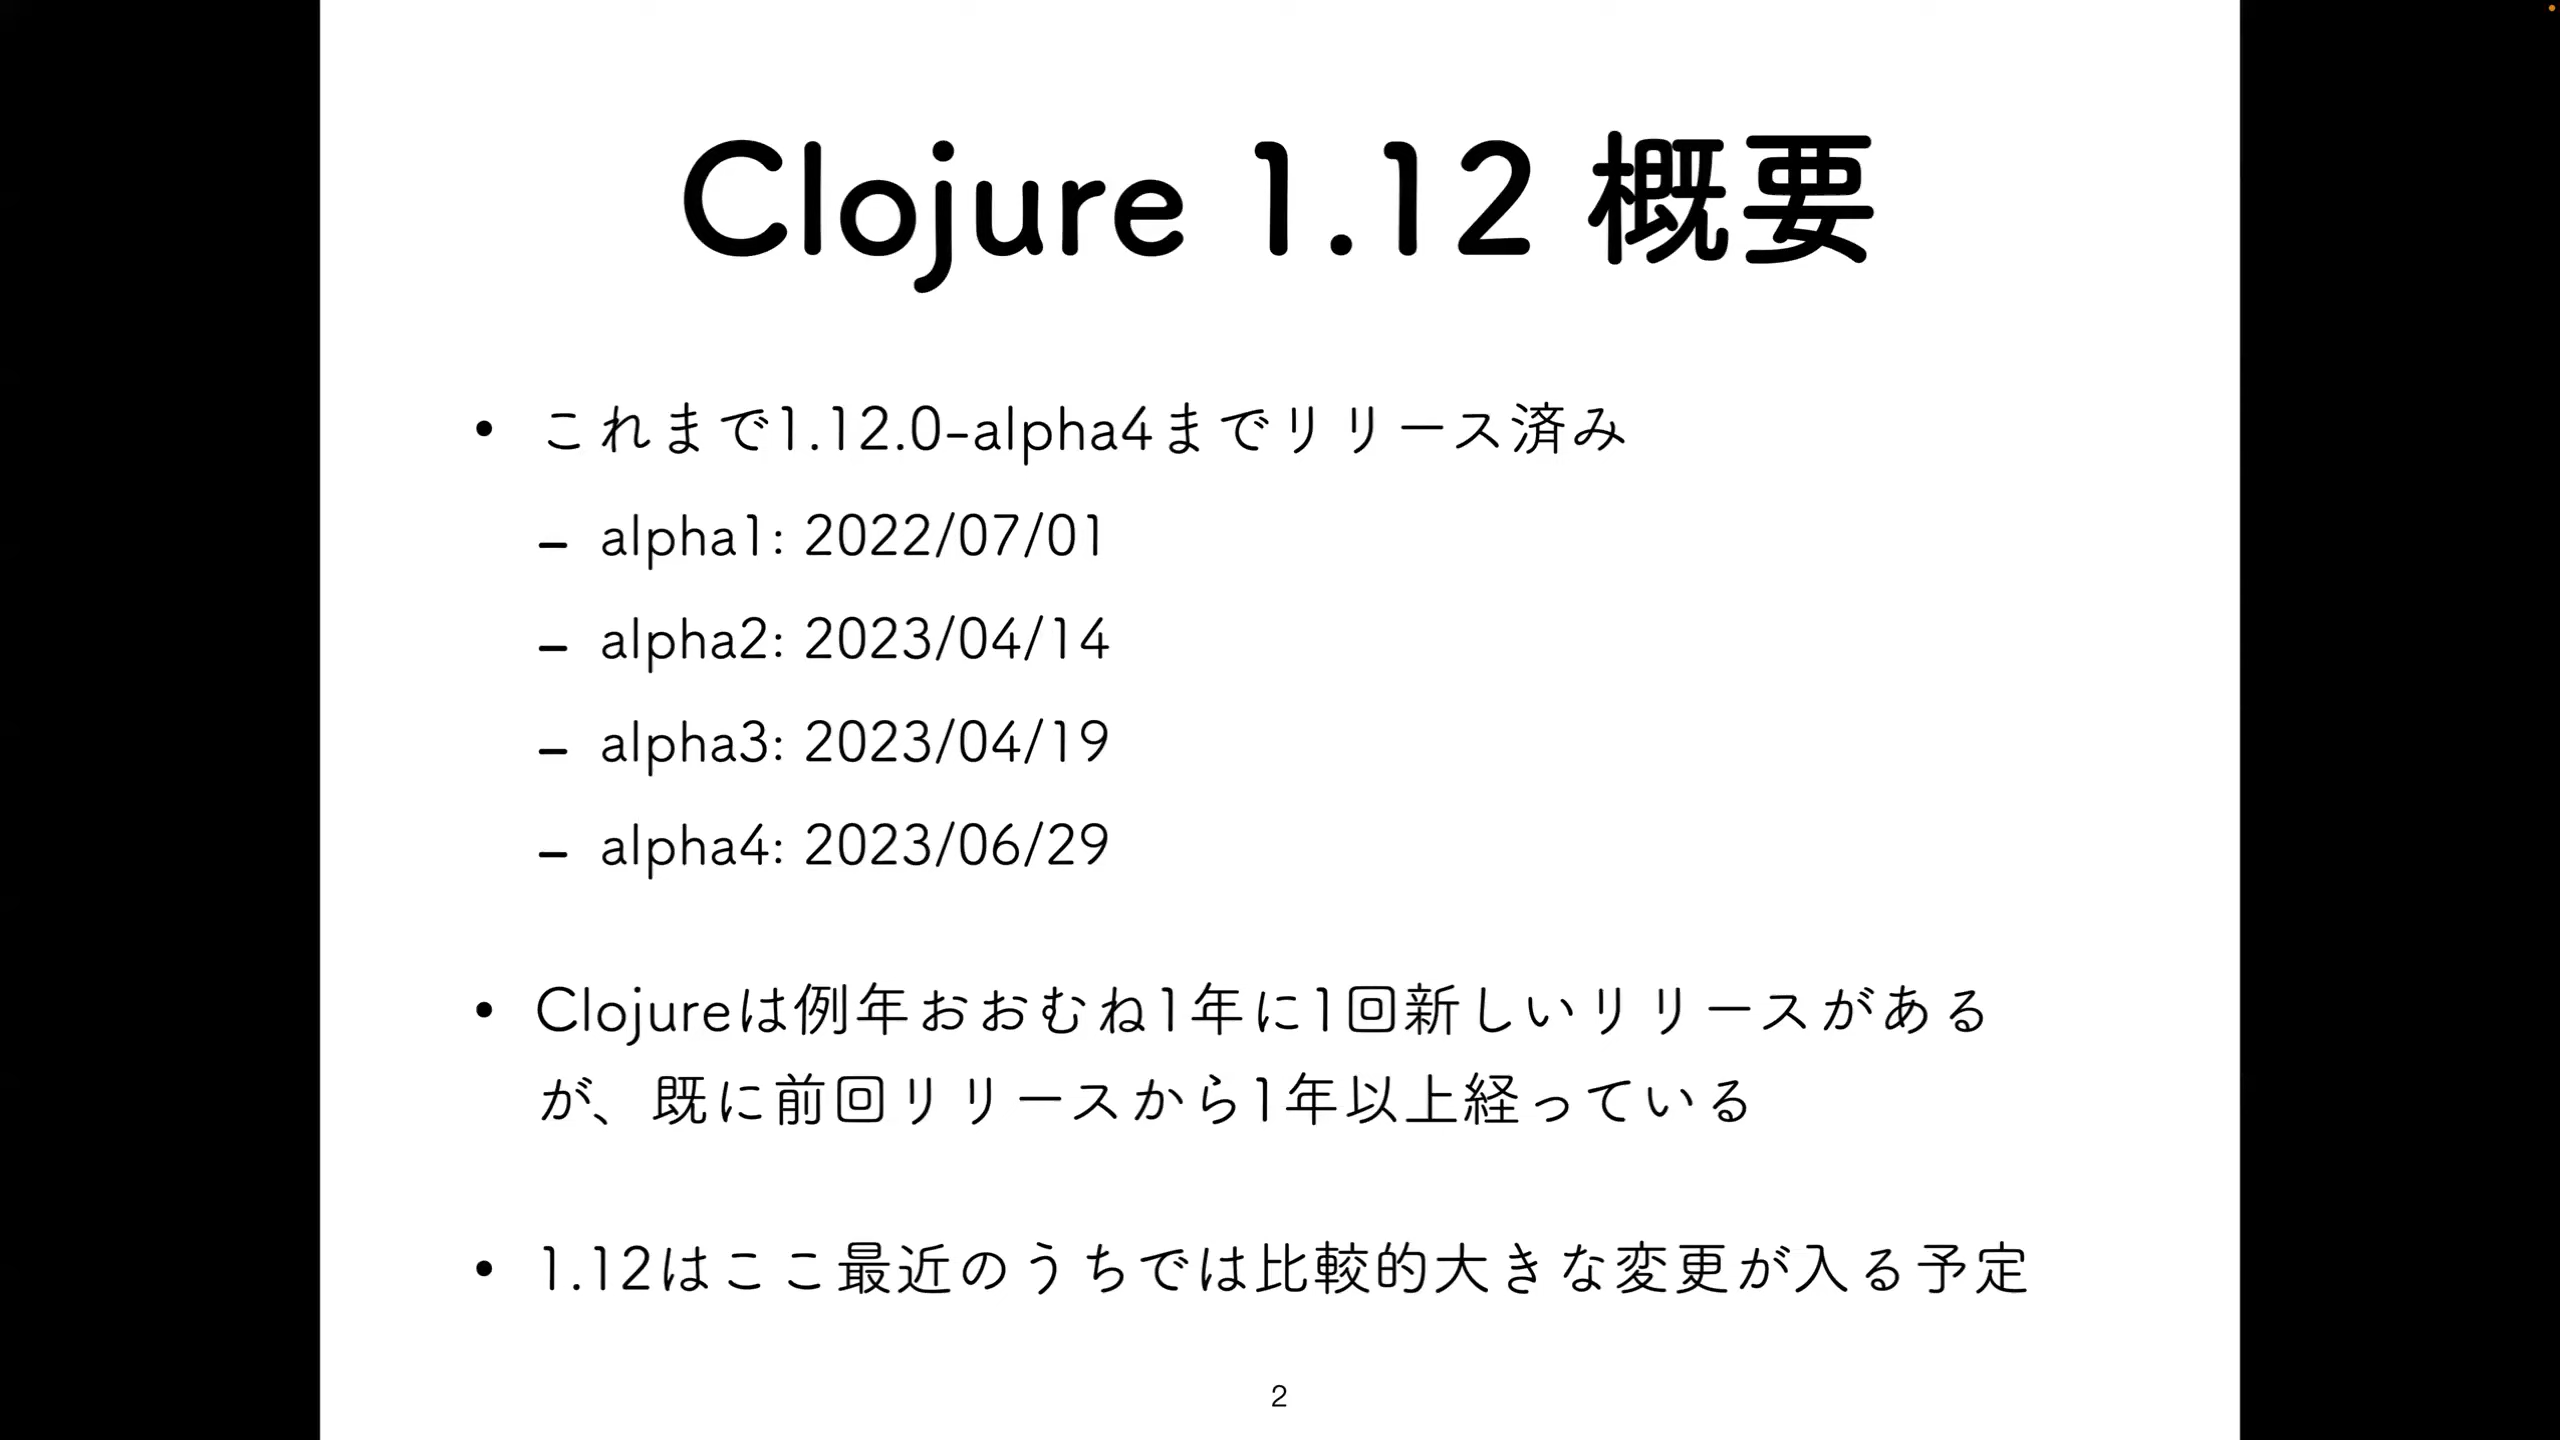 Clojure 1.12 概要
• これまで1.12.0-alpha4までリリース済み
– alpha1: 2022/07/01
– alpha2: 2023/04/14
– alpha3: 2023/04/19
– alpha4: 2023/06/29
• Clojureは例年おおむね1年に1回新しいリリースがある
が、既に前回リリースから1年以上経っている
• 1.12はここ最近のうちでは比較的大きな変更が入る予定
2